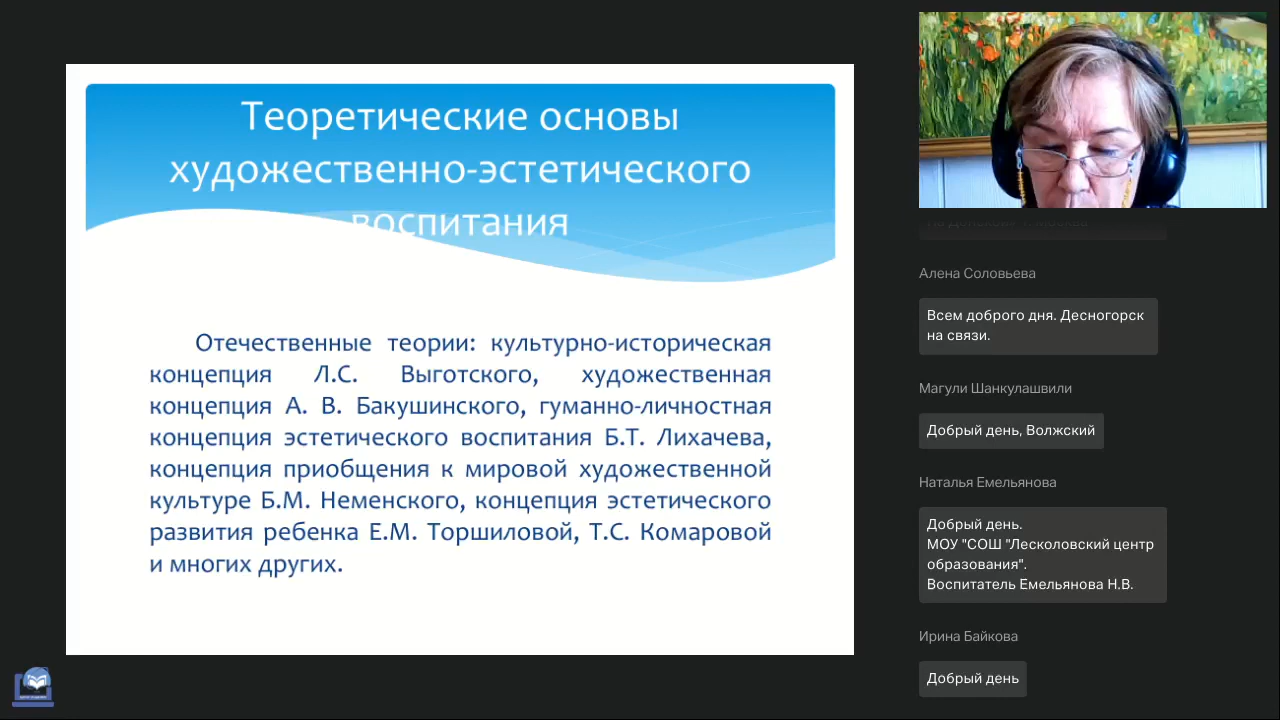 Теоретические основы
художественно-эстетического
воспитания
Отечественные теории: культурно-историческая
концепция Л.С. Выготского, художественная
концепция А. В. Бакушинского, гуманно-личностная
концепция эстетического воспитания Б.Т. Лихачева,
концепция приобщения к мировой художественной
культуре Б.М. Неменского, концепция эстетического
развития ребенка Е.М. Торшиловой, Т.С. Комаровой
и многих других.
Алена Соловьева
Всем доброго дня. Десногорск
на связи.
Магули Шанкулашвили
Добрый день, Волжский
Наталья Емельянова
Добрый день.
МОУ "СОШ "Лесколовский центр
образования".
Воспитатель Емельянова Н.В.
Ирина Байкова
Добрый день